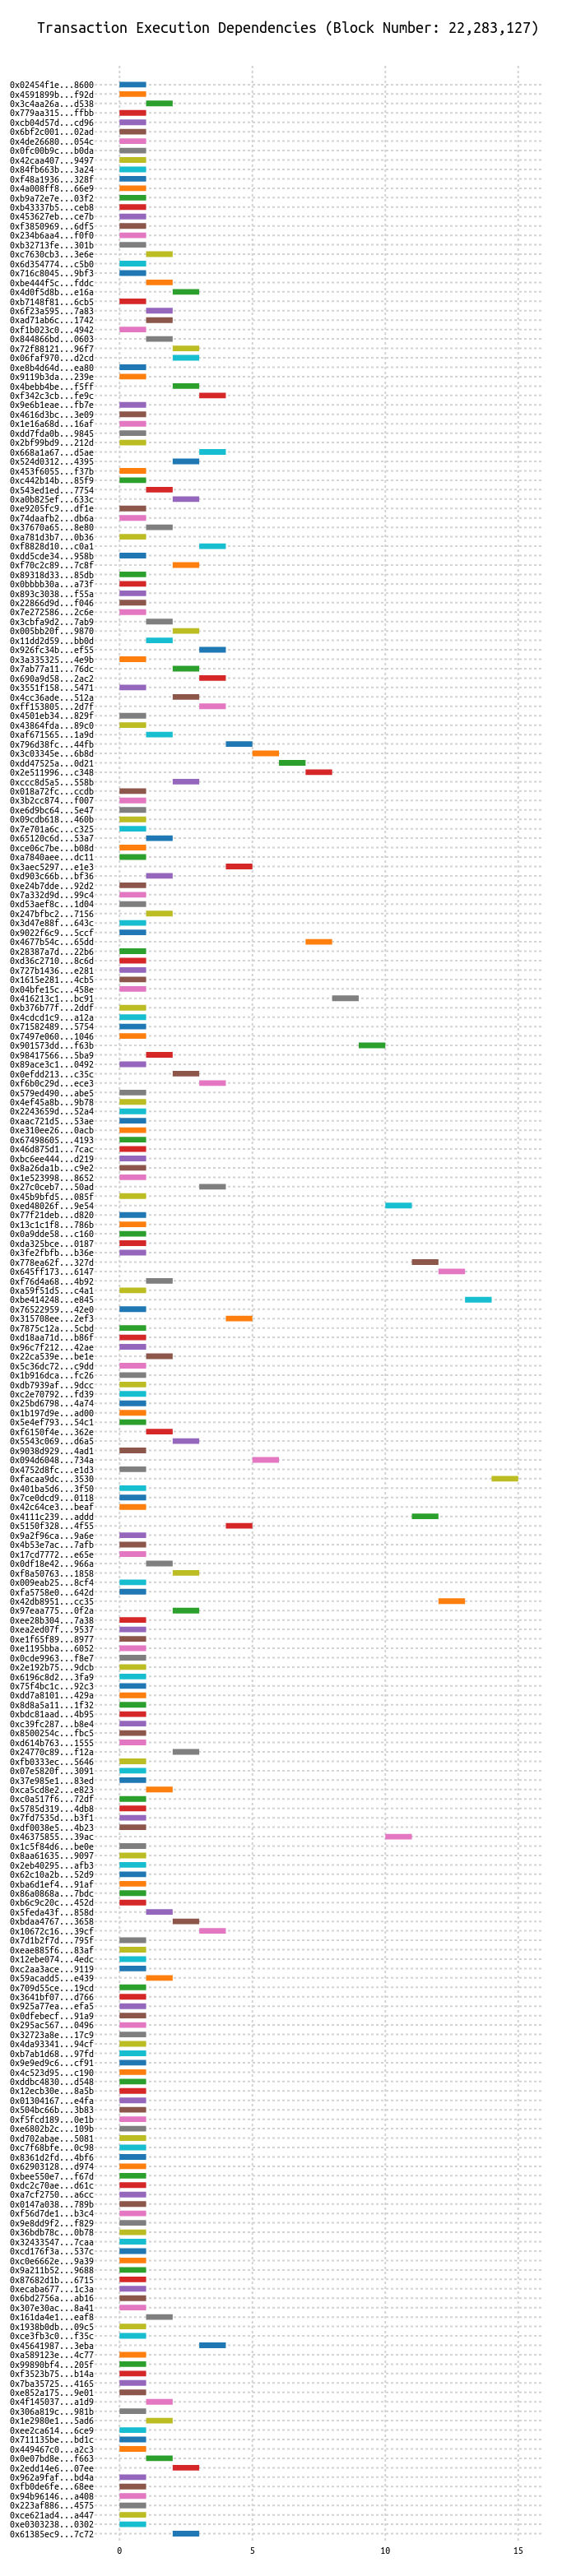 Transaction Execution Dependencies (Block Number: 22,283,127)
0x02454f1e...8600
0x4591899b...f92d
0x3c4aa26a...d538
0x779aa315...ffbb
0xcb04d57d...cd96
0x6bf2c001...02ad
0x4de26680...054c
0x0fc00b9c...b0da
0x42caa407...9497
0x84fb663b...3a24
0xf48a1936...328f
0x4a008ff8...66e9
0xb9a72e7e...03f2
0xb43337b5...ceb8
0x453627eb...ce7b
0xf3850969...6df5
0x234b6aa4...f0f0
0xb32713fe...301b
0xc7630cb3...3e6e
0x6d354774...c5b0
0x716c8045...9bf3
0xbe444f5c...fddc
0x4d0f5d8b...e16a
0xb7148f81...6cb5
0x6f23a595...7a83
0xad71ab6c...1742
0xf1b023c0...4942
0x844866bd...0603
0x72f88121...96f7
0x06faf970...d2cd
0xe8b4d64d...ea80
0x9119b3da...239e
0x4bebb4be...f5ff
0xf342c3cb...fe9c
0x9e6b1eae...fb7e
0x4616d3bc...3e09
0x1e16a68d...16af
0xdd7fda0b...9845
0x2bf99bd9...212d
0x668a1a67...d5ae
0x524d0312...4395
0x453f6055...f37b
0xc442b14b...85f9
0x543ed1ed...7754
0xa0b825ef...633c
0xe9205fc9...df1e
0x74daafb2...db6a
0x37670a65...8e80
0xa781d3b7...0b36
0xf8828d10...c0a1
0xdd5cde34...958b
0xf70c2c89...7c8f
0x89318d33...85db
0x0bbbb30a...a73f
0x893c3038...f55a
0x22866d9d...f046
0x7e272586...2c6e
0x3cbfa9d2...7ab9
0x005bb20f...9870
0x11dd2d59...bb0d
0x926fc34b...ef55
0x3a335325...4e9b
0x7ab77a11...76dc
0x690a9d58...2ac2
0x3551f158...5471
0x4cc36ade...512a
0xff153805...2d7f
0x4501eb34...829f
0x43864fda...89c0
0xaf671565...1a9d
0x796d38fc...44fb
0x3c03345e...6b8d
0xdd47525a...0d21
0x2e511996...c348
0xccc8d5a5...558b
0x018a72fc...ccdb
0x3b2cc874...f007
0xe6d9bc64...5e47
0x09cdb618...460b
0x7e701a6c...c325
0x65120c6d...53a7
0xce06c7be...b08d
0xa7840aee...dc11
0x3aec5297...e1e3
0xd903c66b...bf36
0xe24b7dde...92d2
0x7a332d9d...99c4
0xd53aef8c...1d04
0x247bfbc2...7156
0x3d47e88f...643c
0x9022f6c9...5ccf
0x4677b54c...65dd
0x28387a7d...22b6
0xd36c2710...8c6d
0x727b1436...e281
0x1615e281...4cb5
0x04bfe15c...458e
0x416213c1...bc91
0xb376b77f...2ddf
0x4cdcd1c9...a12a
0x71582489...5754
0x7497e060...1046
0x901573dd...f63b
0x98417566...5ba9
0x89ace3c1...0492
0x0efdd213...c35c
0xf6b0c29d...ece3
0x579ed490...abe5
0x4ef45a8b...9b78
0x2243659d...52a4
0xaac721d5...53ae
0xe310ee26...0acb
0x67498605...4193
0x46d875d1...7cac
0xbc6ee444...d219
0x8a26da1b...c9e2
0x1e523998...8652
0x27c0ceb7...50ad
0x45b9bfd5...085f
0xed48026f...9e54
0x77f21deb...d820
0x13c1c1f8...786b
0x0a9dde58...c160
0xda325bce...0187
0x3fe2fbfb...b36e
0x778ea62f...327d
0x645ff173...6147
0xf76d4a68...4b92
0xa59f51d5...c4a1
0xbe414248...e845
0x76522959...42e0
0x315708ee...2ef3
0x7875c12a...5cbd
0xd18aa71d...b86f
0x96c7f212...42ae
0x22ca539e...be1e
0x5c36dc72...c9dd
0x1b916dca...fc26
0xdb7939af...9dcc
0xc2e70792...fd39
0x25bd6798...4a74
0x1b197d9e...ad00
0x5e4ef793...54c1
0xf6150f4e...362e
0x5543c069...d6a5
0x9038d929...4ad1
0x094d6048...734a
0x4752d8fc...e1d3
0xfacaa9dc...3530
0x401ba5d6...3f50
0x7ce0dcd9...0118
0x42c64ce3...beaf
0x4111c239...addd
0x5150f328...4f55
0x9a2f96ca...9a6e
0x4b53e7ac...7afb
0x17cd7772...e65e
0x0df18e42...966a
0xf8a50763...1858
0x009eab25...8cf4
0xfa5758e0...642d
0x42db8951...cc35
0x97eaa775...0f2a
0xee28b304...7a38
0xea2ed07f...9537
0xe1f65f89...8977
0xe1195bba...6052
0x0cde9963...f8e7
0x2e192b75...9dcb
0x6196c8d2...3fa9
0x75f4bc1c...92c3
0xdd7a8101...429a
0x8d8a5a11...1f32
0xbdc81aad...4b95
0xc39fc287...b8e4
0x8500254c...fbc5
0xd614b763...1555
0x24770c89...f12a
0xfb0333ec...5646
0x07e5820f...3091
0x37e985e1...83ed
0xca5cd8e2...e823
0xc0a517f6...72df
0x5785d319...4db8
0x7fd7535d...b3f1
0xdf0038e5...4b23
0x46375855...39ac
0x1c5f84d6...be0e
0x8aa61635...9097
0x2eb40295...afb3
0x62c10a2b...52d9
0xba6d1ef4...91af
0x86a0868a...7bdc
0xb6c9c20c...452d
0x5feda43f...858d
0xbdaa4767...3658
0x10672c16...39cf
0x7d1b2f7d...795f
0xeae885f6...83af
0x12ebe074...4edc
0xc2aa3ace...9119
0x59acadd5...e439
0x709d55ce...19cd
0x3641bf07...d766
0x925a77ea...efa5
0x0dfebecf...91a9
0x295ac567...0496
0x32723a8e...17c9
0x4da93341...94cf
0xb7ab1d68...97fd
0x9e9ed9c6...cf91
0x4c523d95...c190
0xddbc4830...d548
0x12ecb30e...8a5b
0x01304167...e4fa
0x504bc66b...3b83
0xf5fcd189...0e1b
0xe6802b2c...109b
0xd702abae...5081
0xc7f68bfe...0c98
0x8361d2fd...4bf6
0x62903128...d974
0xbee550e7...f67d
0xdc2c70ae...d61c
0xa7cf2750...a6cc
0x0147a038...789b
0xf56d7de1...b3c4
0x9e8dd9f2...f829
0x36bdb78c...0b78
0x32433547...7caa
0xcd176f3a...537c
0xc0e6662e...9a39
0x9a211b52...9688
0x87682d1b...6715
0xecaba677...1c3a
0x6bd2756a...ab16
0x307e30ac...8a41
0x161da4e1...eaf8
0x1938b0db...09c5
0xce3fb3c0...f35c
0x45641987...3eba
0xa589123e...4c77
0x99890bf4...205f
0xf3523b75...b14a
0x7ba35725...4165
0xe852a175...9e01
0x4f145037...a1d9
0x306a819c...981b
0x1e2980e1...5ad6
0xee2ca614...6ce9
0x711135be...bd1c
0x449467c0...a2c3
0x0e07bd8e...f663
0x2edd14e6...07ee
0x962a9faf...bd4a
0xfb0de6fe...68ee
0x94b96146...a408
0x223af886...4575
0xce621ad4...a447
0xe0303238...0302
0x61385ec9...7c72
0 5 10 15